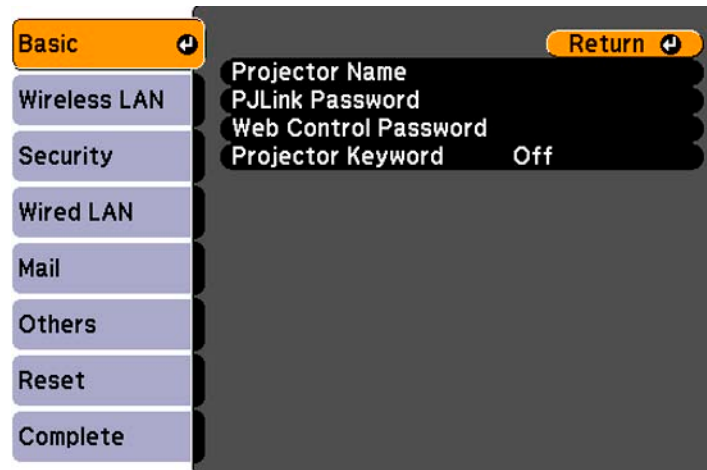 Basic
Wireless LAN
Security
Wired LAN
Mail
Others
Reset
Complete
Return
Projector Name
PJLink Password
Web Control Password
Projector Keyword Off